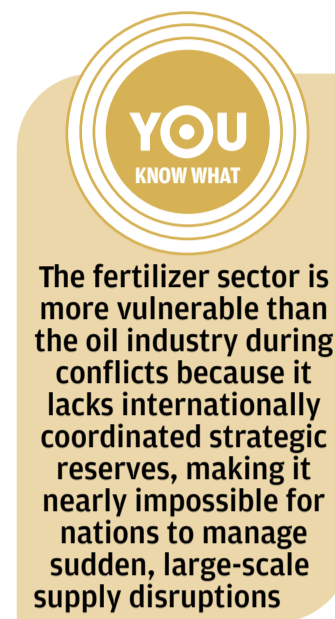 YOU
KNOW WHAT
The fertilizer sector is
more vulnerable than
the oil industry during
conflicts because it
lacks internationally
coordinated strategic
reserves, making it
nearly impossible for
nations to manage
sudden, large-scale
supply disruptions